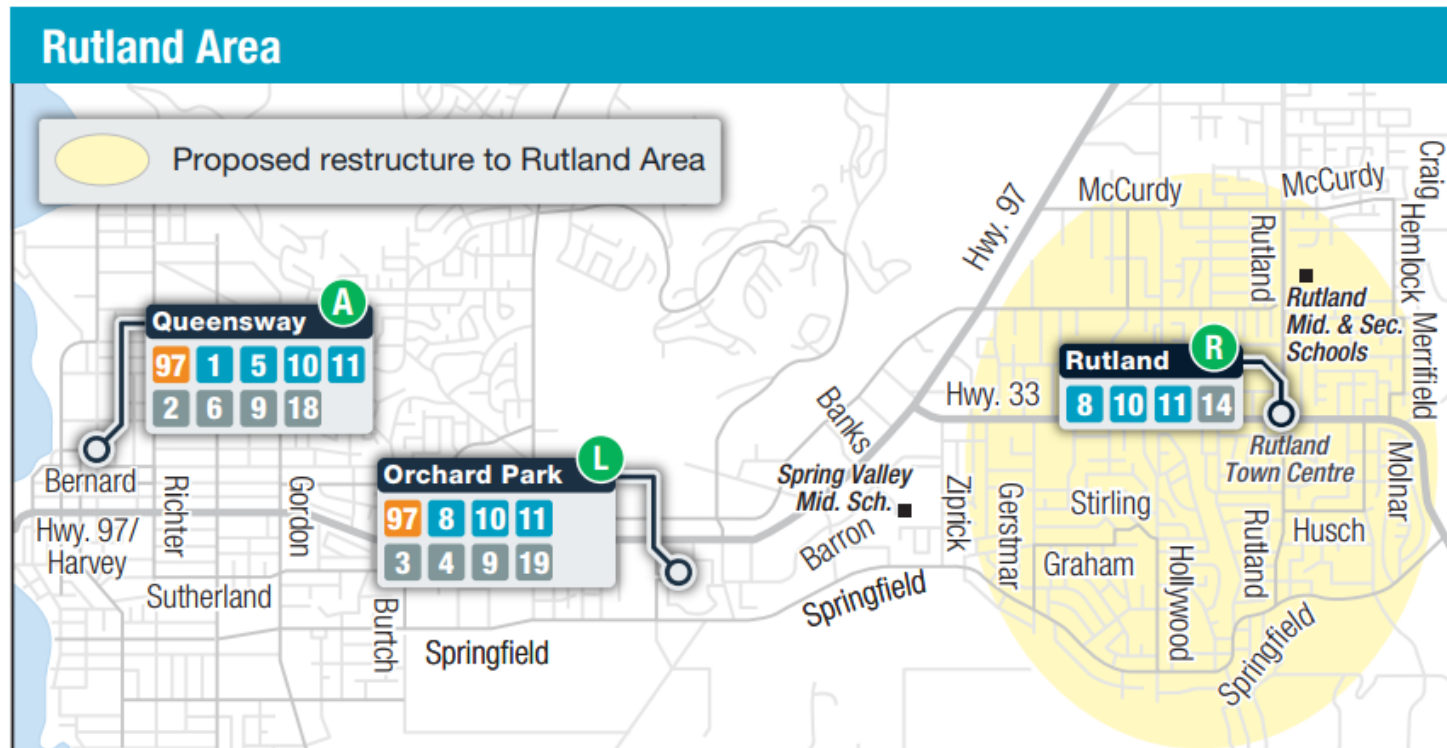 Rutland Area
Proposed restructure to Rutland Area
Hwy. 97
McCurdy
McCurdy
Craig
Hemlock
Rutland
Rutland
Mid. & Sec.
Schools
Merrifield
Queensway A
97 1 5 10 11
2 6 9 18
Rutland R
8 10 11 14
Hwy. 33
Rutland
Town Centre
Molnar
Banks
Bernard
Richter
Gordon
Hwy. 97/
Harvey
Orchard Park L
97 8 10 11
3 4 9 19
Spring Valley
Mid. Sch.
Barron
Ziprick
Gerstmar
Stirling
Graham
Hollywood
Rutland
Husch
Sutherland
Burtch
Springfield
Springfield
Springfield